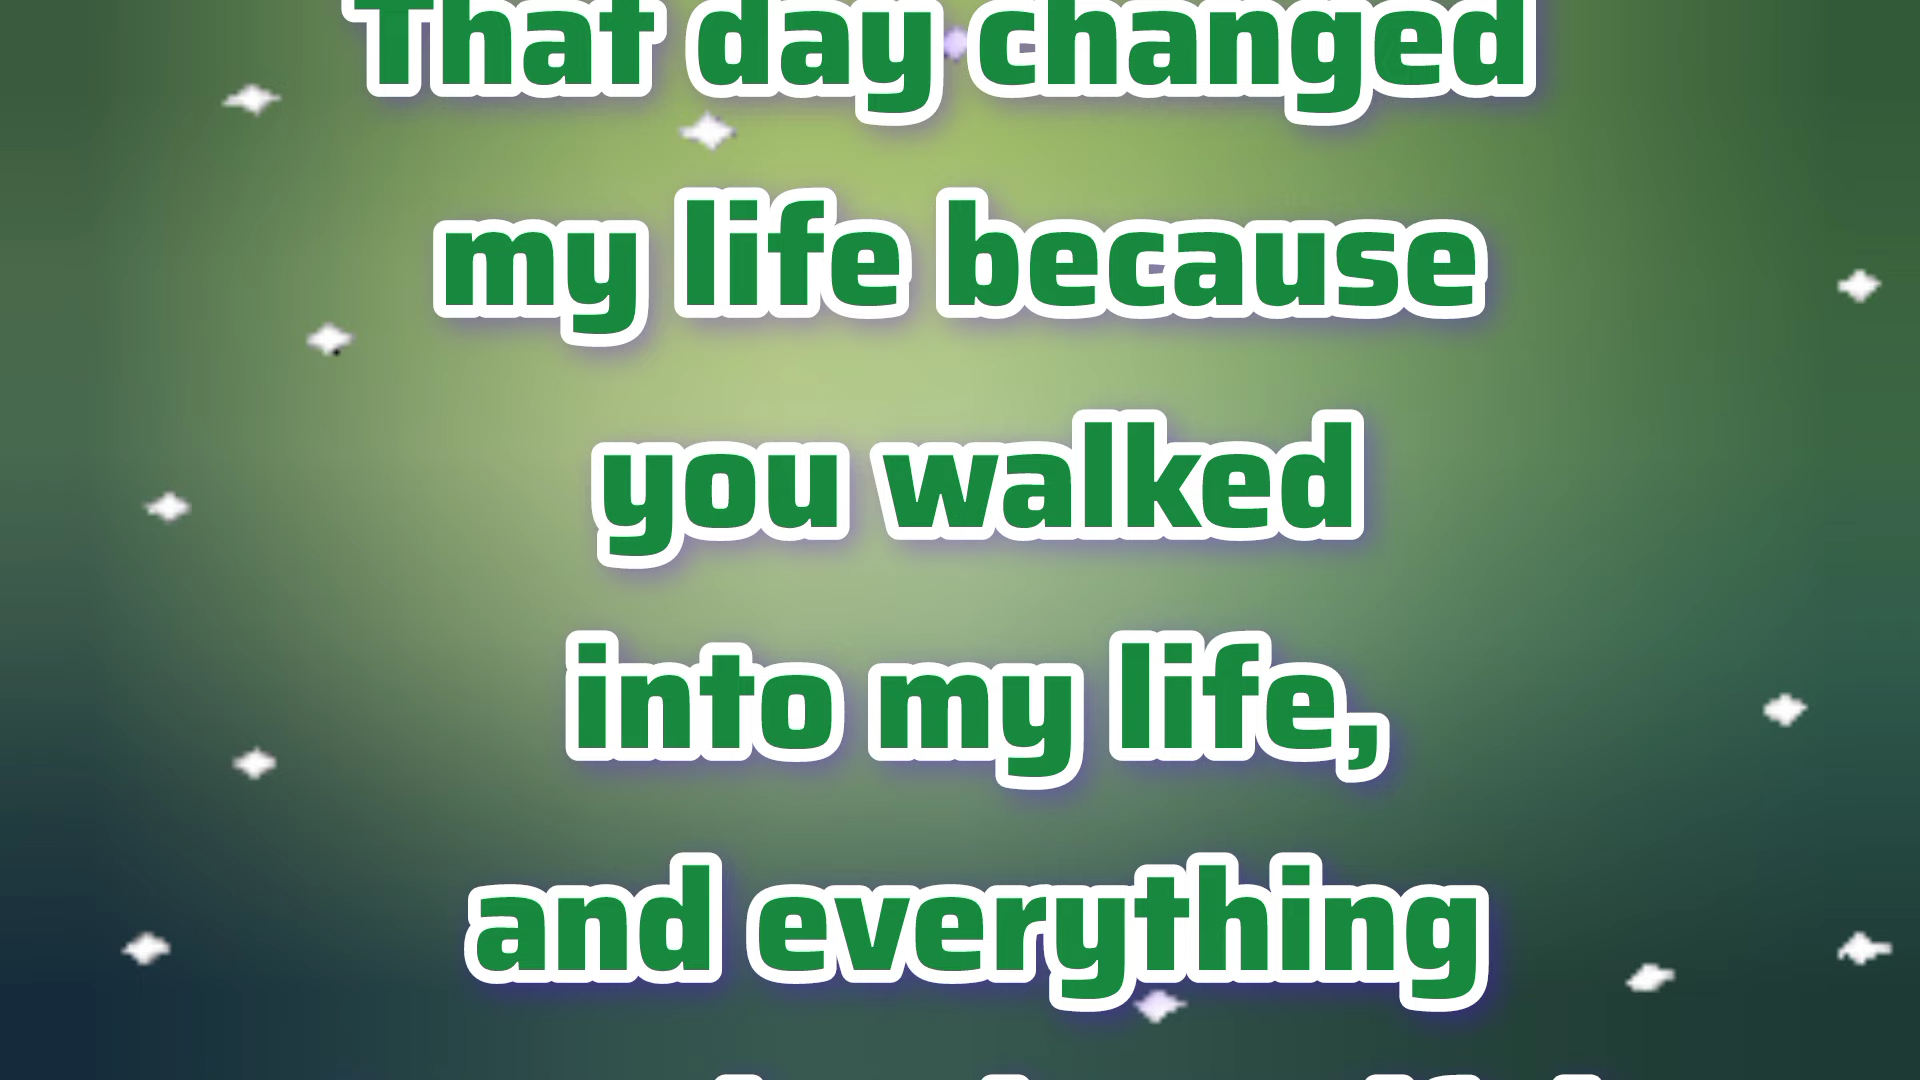 That day changed
my life because
you walked
into my life,
and everything